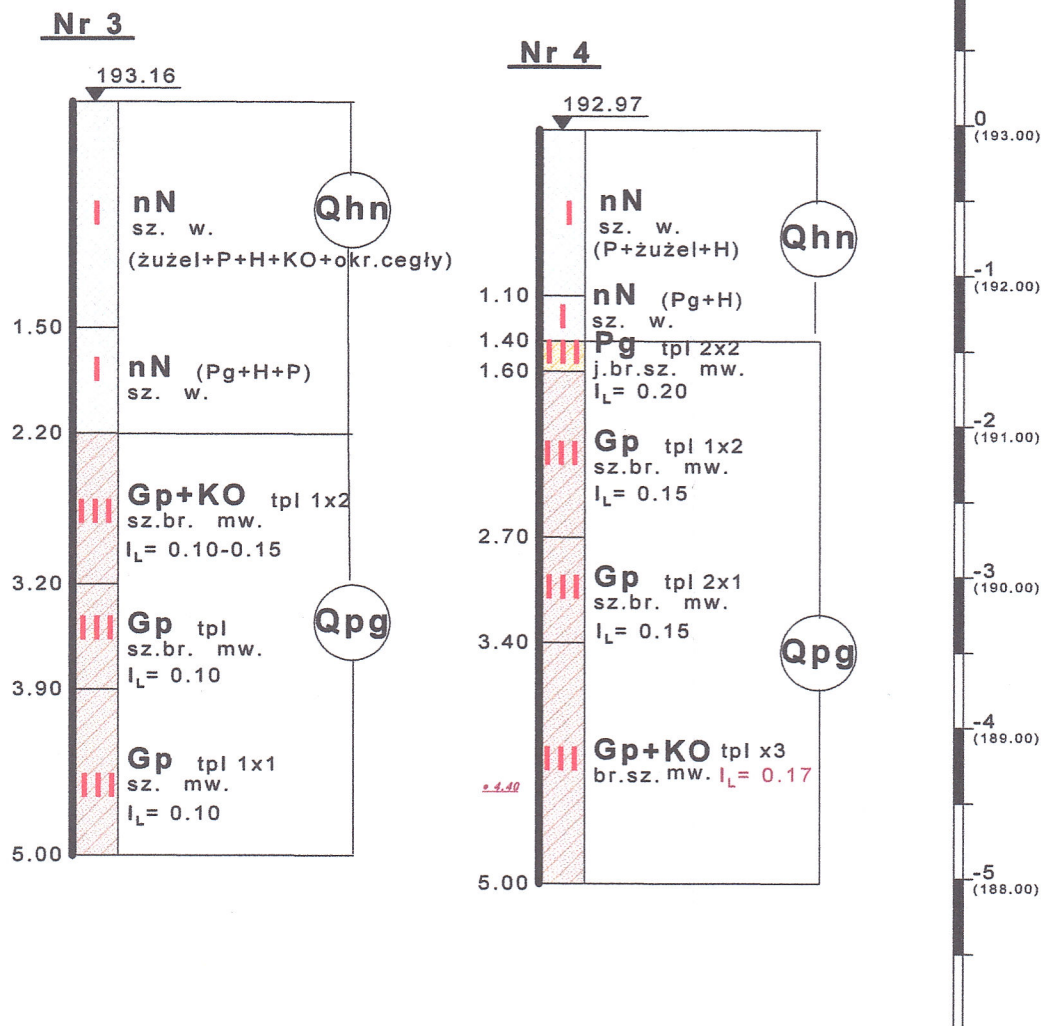 Nr 3
193.16
nN
sz. w.
(żużel+P+H+KO+okr.cegły)
Qhn
1.50
nN (Pg+H+P)
sz. w.
2.20
Gp+KO tpl 1x2
sz.br. mw.
IL= 0.10-0.15
3.20
Gp tpl
sz.br. mw.
IL= 0.10
Qpg
3.90
Gp tpl 1x1
sz. mw.
IL= 0.10
5.00
Nr 4
192.97
nN
sz. w.
(P+żużel+H)
Qhn
1.10
nN (Pg+H)
sz. w.
1.40
Pg tpl 2x2
1.60
j.br.sz. mw.
IL= 0.20
Gp tpl 1x2
sz.br. mw.
IL= 0.15
2.70
Gp tpl 2x1
sz.br. mw.
IL= 0.15
3.40
Qpg
Gp+KO tpl x3
br.sz. mw. IL= 0.17
4.40
5.00
0
(193.00)
-1
(192.00)
-2
(191.00)
-3
(190.00)
-4
(189.00)
-5
(188.00)